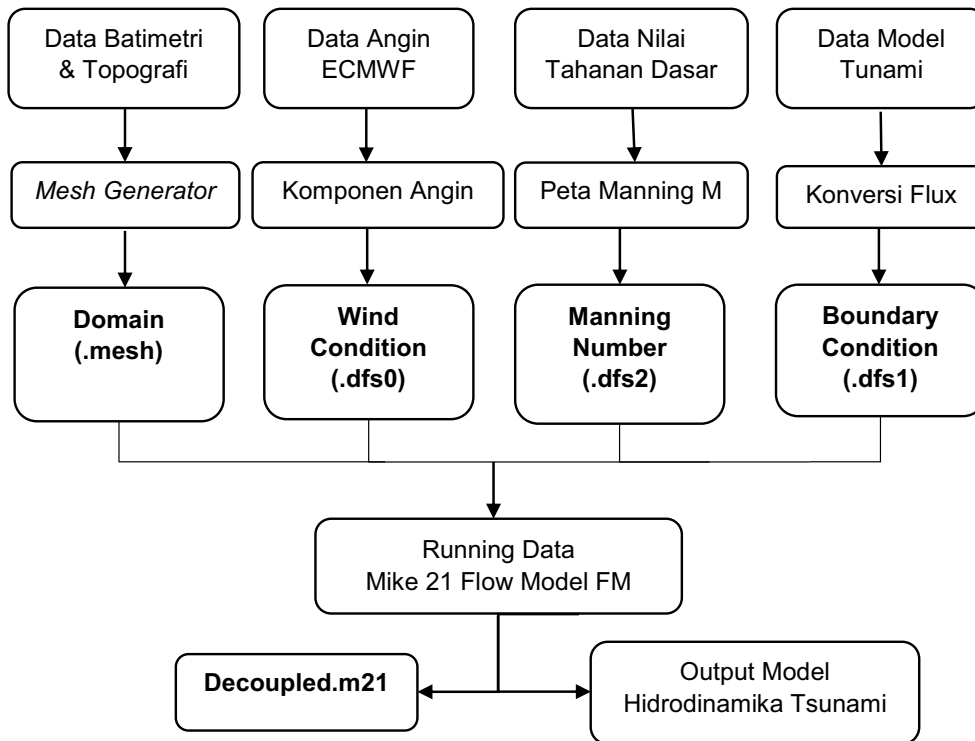 Data Batimetri
& Topografi
Data Angin
ECMWF
Data Nilai
Tahanan Dasar
Data Model
Tunami
Mesh Generator
Komponen Angin
Peta Manning M
Konversi Flux
Domain
(.mesh)
Wind
Condition
(.dfs0)
Manning
Number
(.dfs2)
Boundary
Condition
(.dfs1)
Running Data
Mike 21 Flow Model FM
Decoupled.m21
Output Model
Hidrodinamika Tsunami